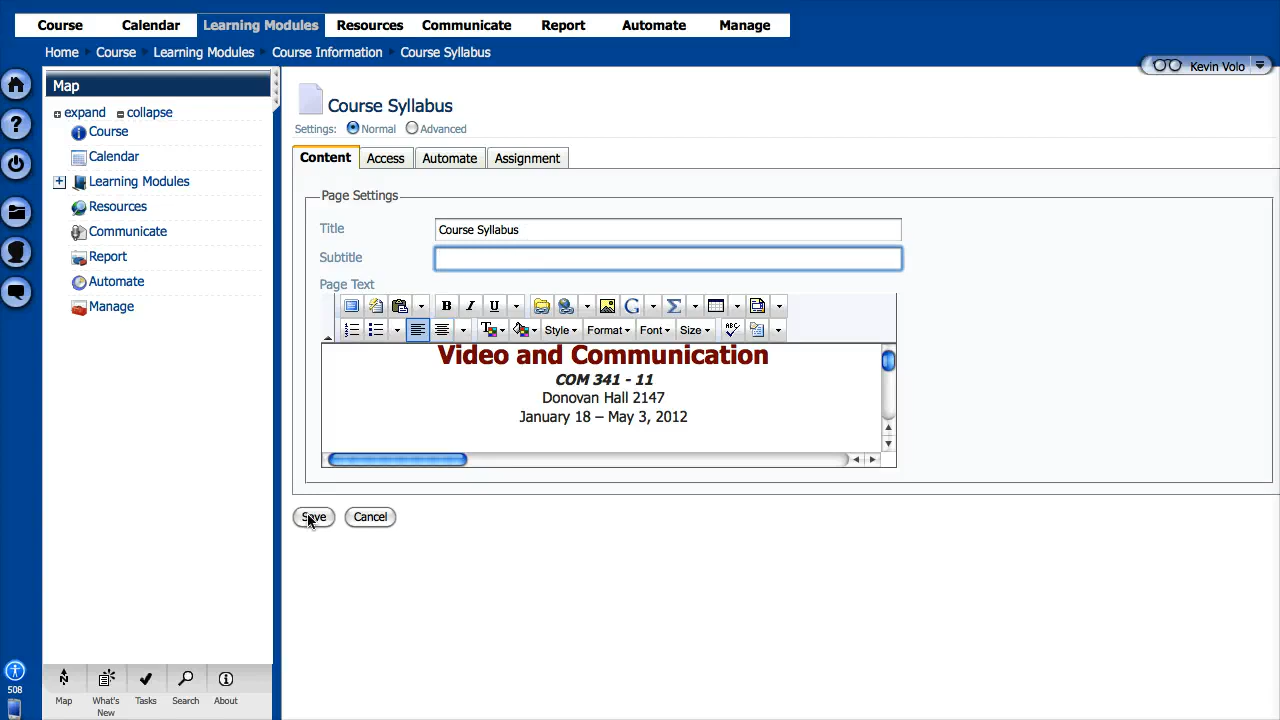 Course Calendar Learning Modules Resources Communicate Report Automate Manage
Home Course Learning Modules Course Information Course Syllabus
Kevin Volo
Map
expand collapse
Course
Calendar
Learning Modules
Resources
Communicate
Report
Automate
Manage
Course Syllabus
Settings: Normal Advanced
Content Access Automate Assignment
Page Settings
Title Course Syllabus
Subtitle
Page Text
B I U G Σ
T Style Format Font Size ABC
Video and Communication
COM 341 - 11
Donovan Hall 2147
January 18 – May 3, 2012
Save Cancel
508
Map What's New Tasks Search About